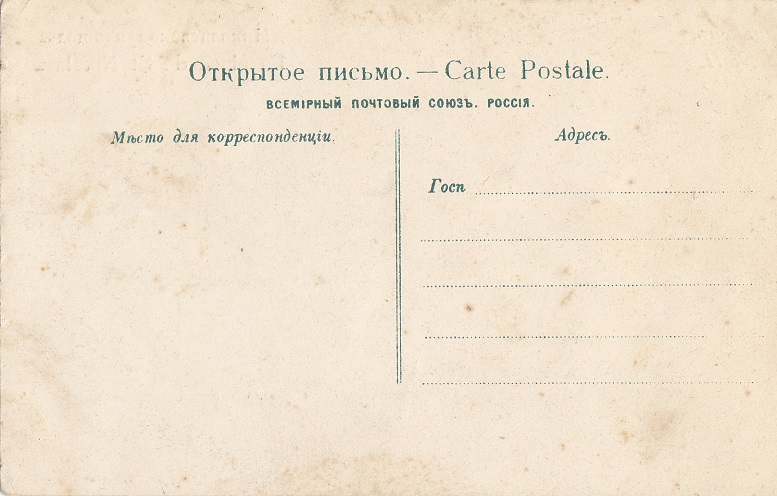 Открытое письмо. — Carte Postale.
ВСЕМІРНЫЙ ПОЧТОВЫЙ СОЮЗЪ. РОССІЯ.
Мѣсто для корреспонденціи.
Адресъ.
Госп